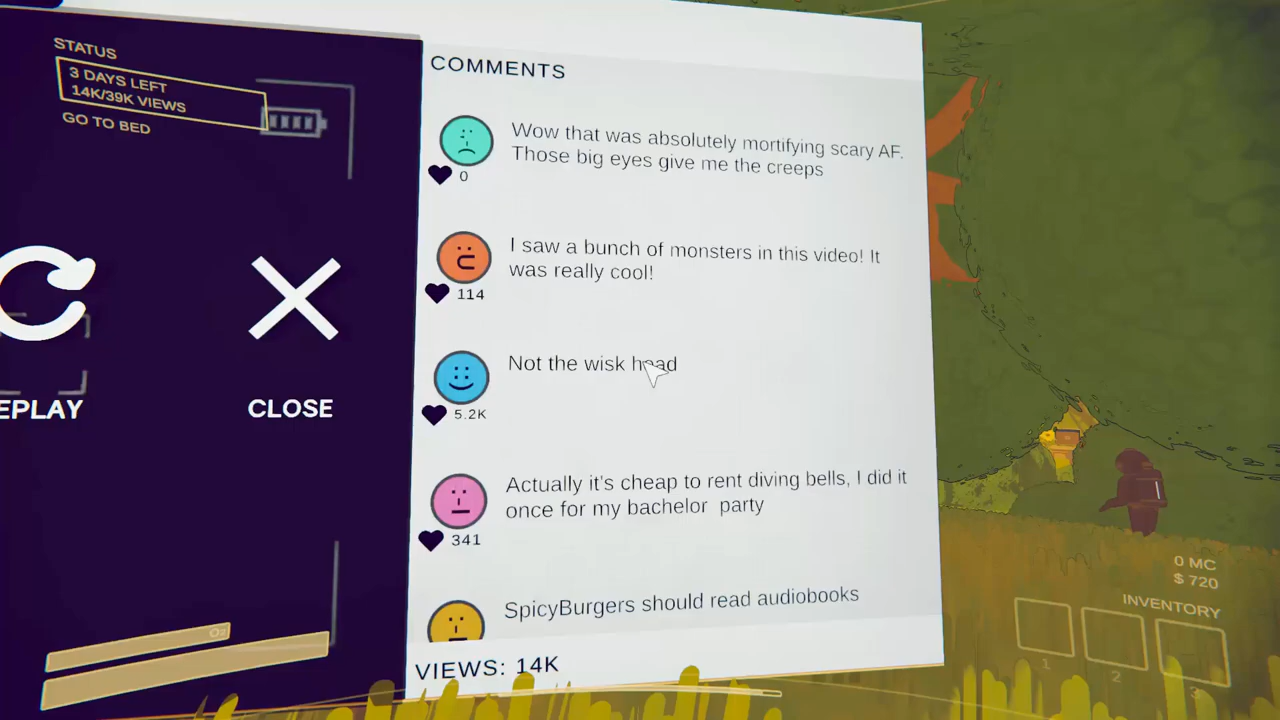 STATUS
3 DAYS LEFT
14K/39K VIEWS
GO TO BED
EPLAY
CLOSE
COMMENTS
Wow that was absolutely mortifying scary AF.
Those big eyes give me the creeps
0
I saw a bunch of monsters in this video! It
was really cool!
114
Not the wisk head
5.2K
Actually it's cheap to rent diving bells, I did it
once for my bachelor party
341
SpicyBurgers should read audiobooks
VIEWS: 14K
O2
0 MC
$ 720
INVENTORY
1
2
3